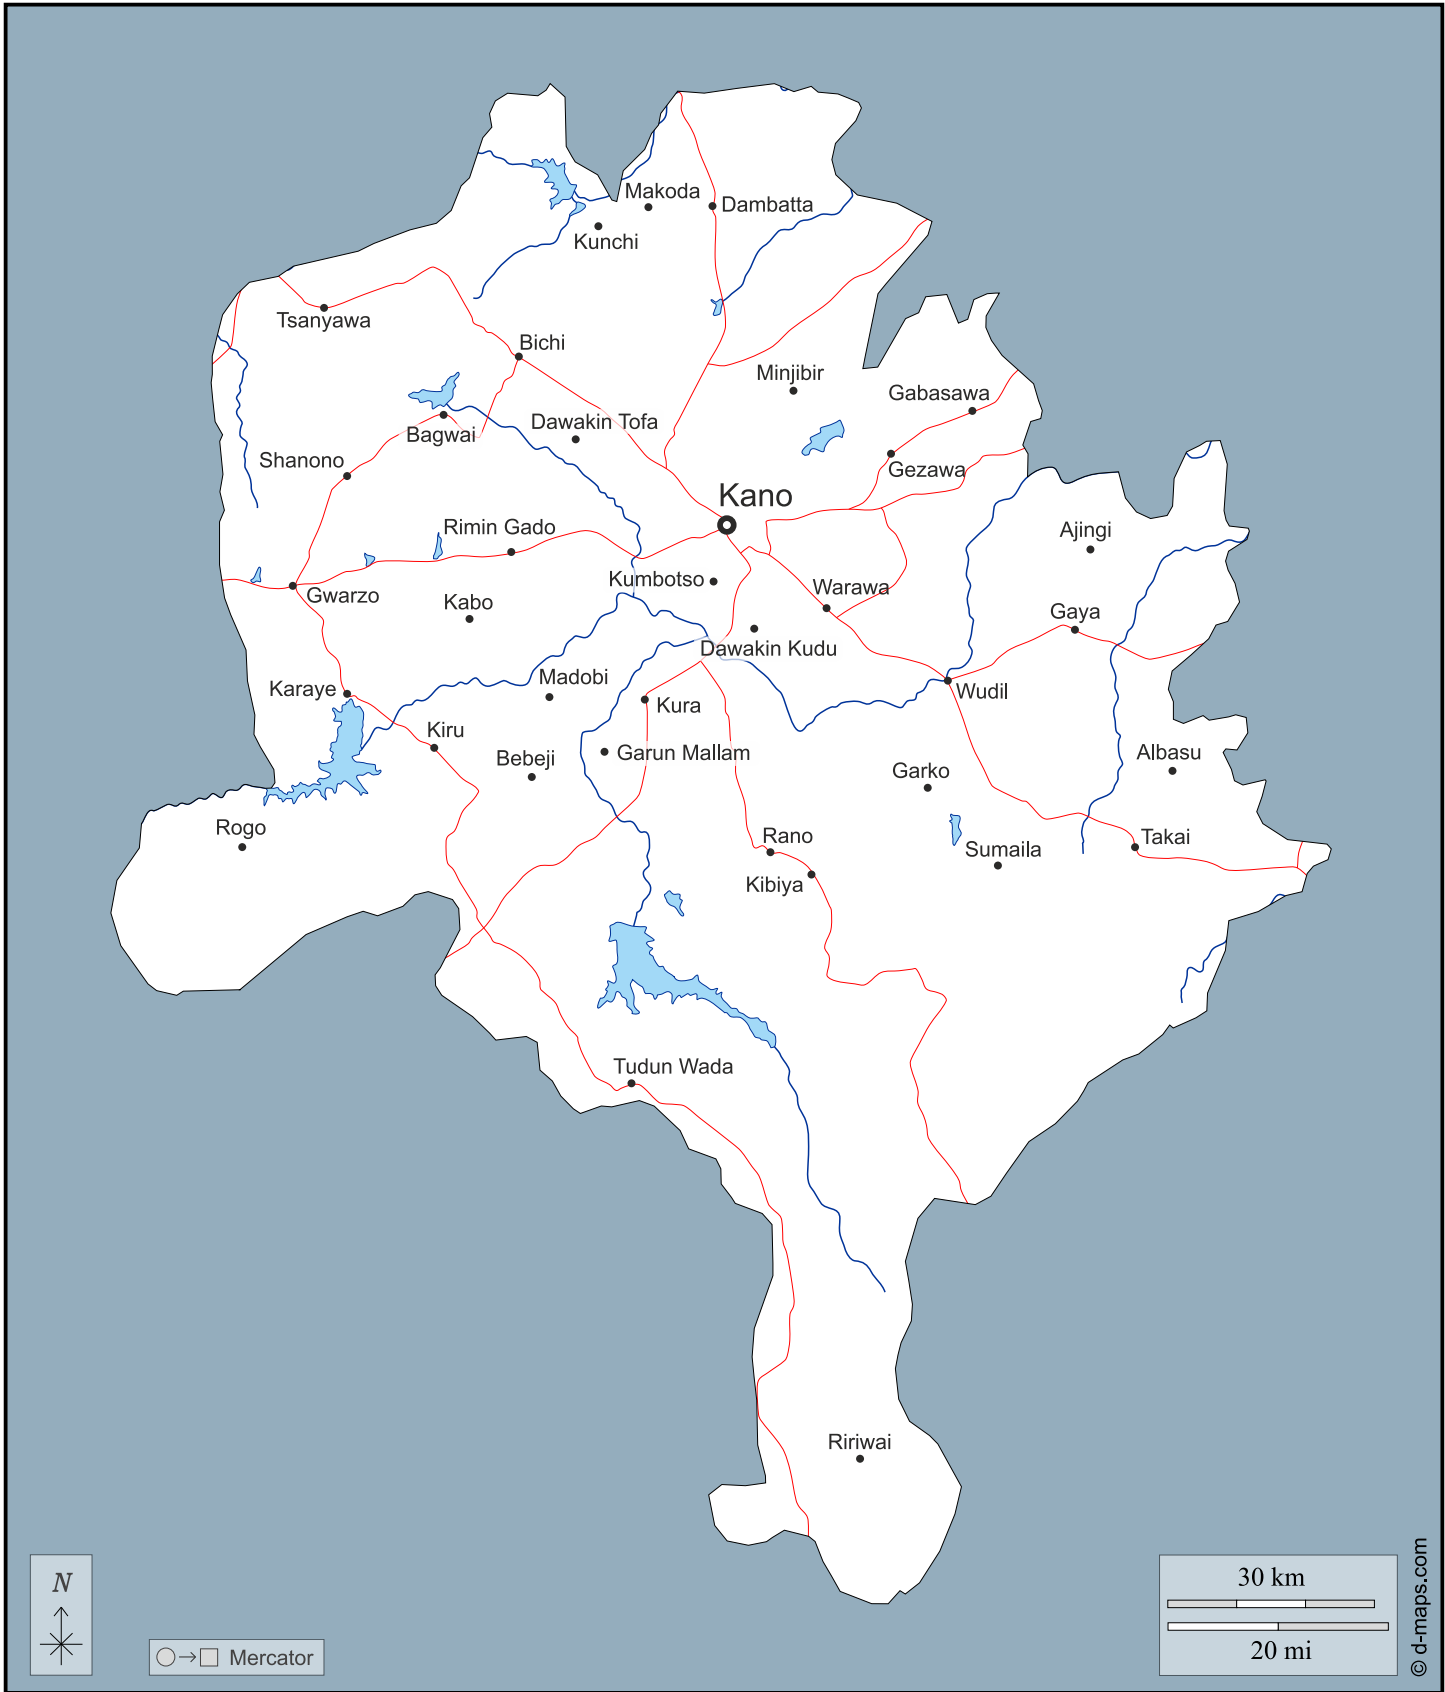 Makoda
Dambatta
Kunchi
Tsanyawa
Bichi
Minjibir
Gabasawa
Dawakin Tofa
Bagwai
Shanono
Gezawa
Kano
Rimin Gado
Ajingi
Kumbotso
Warawa
Gwarzo
Kabo
Gaya
Dawakin Kudu
Madobi
Karaye
Wudil
Kura
Kiru
Garun Mallam
Bebeji
Albasu
Garko
Rogo
Rano
Takai
Sumaila
Kibiya
Tudun Wada
Ririwai
N
Mercator
30 km
20 mi
© d-maps.com